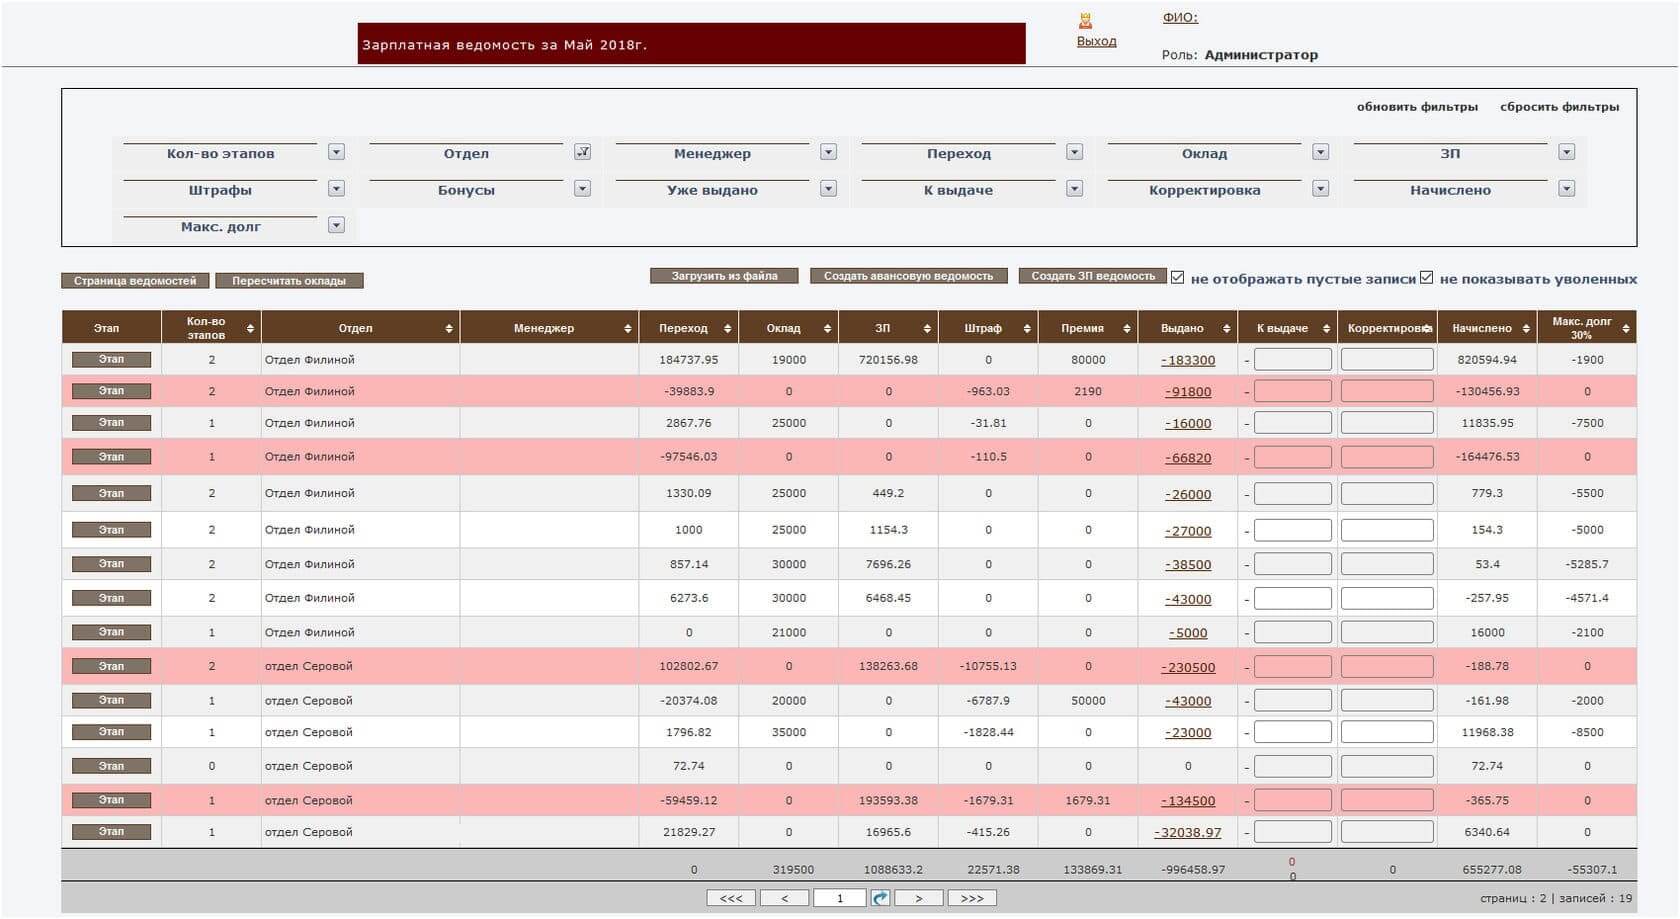 Зарплатная ведомость за Май 2018г.
Выход
ФИО:
Роль: Администратор
обновить фильтры сбросить фильтры
Кол-во этапов Отдел Менеджер Переход Оклад ЗП
Штрафы Бонусы Уже выдано К выдаче Корректировка Начислено
Макс. долг
Страница ведомостей Пересчитать оклады Загрузить из файла Создать авансовую ведомость Создать ЗП ведомость не отображать пустые записи не показывать уволенных
Этап Кол-во этапов Отдел Менеджер Переход Оклад ЗП Штраф Премия Выдано К выдаче Корректировка Начислено Макс. долг 30%
Этап 2 Отдел Филиной 184737.95 19000 720156.98 0 80000 -183300 - 820594.94 -1900
Этап 2 Отдел Филиной -39883.9 0 0 -963.03 2190 -91800 - -130456.93 0
Этап 1 Отдел Филиной 2867.76 25000 0 -31.81 0 -16000 - 11835.95 -7500
Этап 1 Отдел Филиной -97546.03 0 0 -110.5 0 -66820 - -164476.53 0
Этап 2 Отдел Филиной 1330.09 25000 449.2 0 0 -26000 - 779.3 -5500
Этап 2 Отдел Филиной 1000 25000 1154.3 0 0 -27000 - 154.3 -5000
Этап 2 Отдел Филиной 857.14 30000 7696.26 0 0 -38500 - 53.4 -5285.7
Этап 2 Отдел Филиной 6273.6 30000 6468.45 0 0 -43000 - -257.95 -4571.4
Этап 1 Отдел Филиной 0 21000 0 0 0 -5000 - 16000 -2100
Этап 2 отдел Серовой 102802.67 0 138263.68 -10755.13 0 -230500 - -188.78 0
Этап 1 отдел Серовой -20374.08 20000 0 -6787.9 50000 -43000 - -161.98 -2000
Этап 1 отдел Серовой 1796.82 35000 0 -1828.44 0 -23000 - 11968.38 -8500
Этап 0 отдел Серовой 72.74 0 0 0 0 0 - 72.74 0
Этап 1 отдел Серовой -59459.12 0 193593.38 -1679.31 1679.31 -134500 - -365.75 0
Этап 1 отдел Серовой 21829.27 0 16965.6 -415.26 0 -32038.97 - 6340.64 0
0 319500 1088633.2 22571.38 133869.31 -996458.97 0 0 0 655277.08 -55307.1
<<< < 1 > >>> страниц : 2 | записей : 19